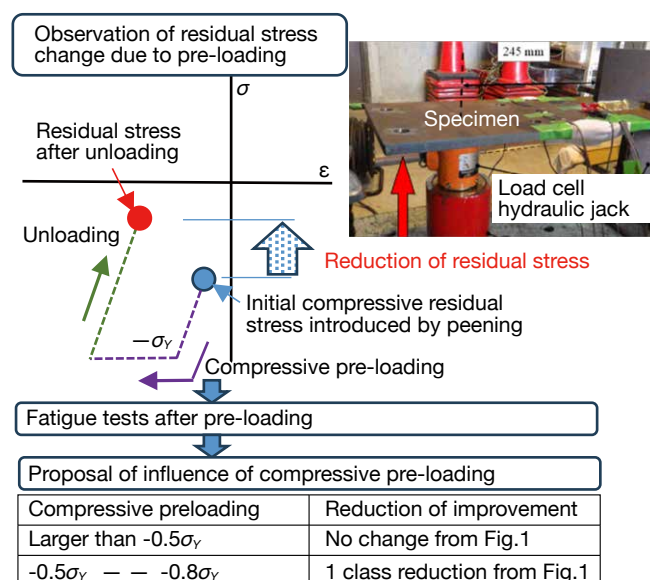 Observation of residual stress
change due to pre-loading
σ
245 mm
Residual stress
after unloading
Specimen
ε
Load cell
hydraulic jack
Unloading
Reduction of residual stress
Initial compressive residual
stress introduced by peening
−σY
Compressive pre-loading
Fatigue tests after pre-loading
Proposal of influence of compressive pre-loading
Compressive preloading Reduction of improvement
Larger than -0.5σY No change from Fig.1
-0.5σY — — -0.8σY 1 class reduction from Fig.1